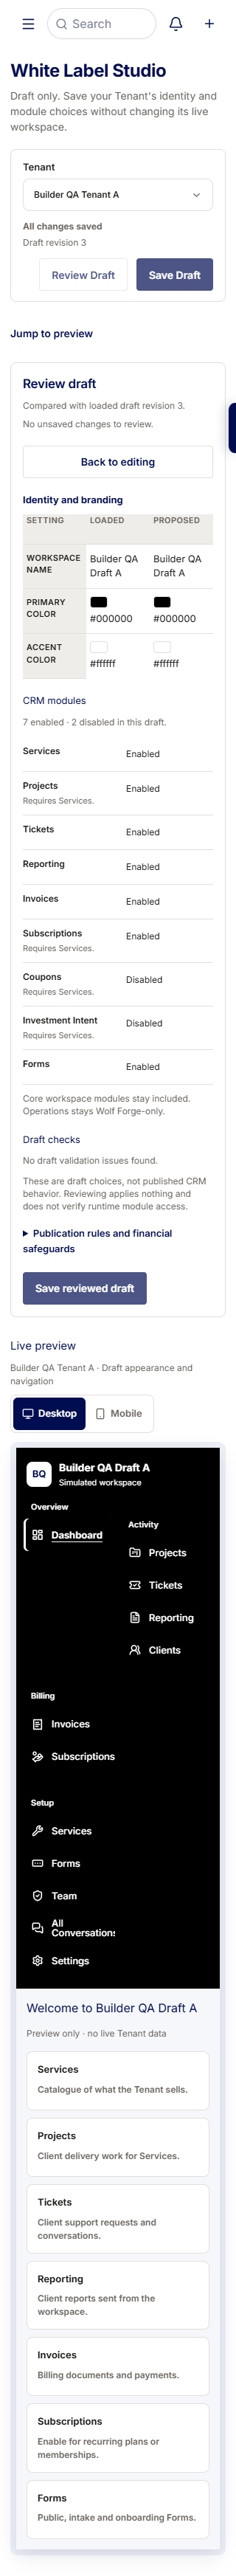 Search
White Label Studio
Draft only. Save your Tenant's identity and
module choices without changing its live
workspace.
Tenant
Builder QA Tenant A
All changes saved
Draft revision 3
Review Draft
Save Draft
Jump to preview
Review draft
Compared with loaded draft revision 3.
No unsaved changes to review.
Back to editing
Identity and branding
SETTING LOADED PROPOSED
WORKSPACE NAME Builder QA Draft A Builder QA Draft A
PRIMARY COLOR #000000 #000000
ACCENT COLOR #ffffff #ffffff
CRM modules
7 enabled · 2 disabled in this draft.
Services Enabled
Projects Enabled
Requires Services.
Tickets Enabled
Reporting Enabled
Invoices Enabled
Subscriptions Enabled
Requires Services.
Coupons Disabled
Requires Services.
Investment Intent Disabled
Requires Services.
Forms Enabled
Core workspace modules stay included.
Operations stays Wolf Forge-only.
Draft checks
No draft validation issues found.
These are draft choices, not published CRM
behavior. Reviewing applies nothing and
does not verify runtime module access.
Publication rules and financial
safeguards
Save reviewed draft
Live preview
Builder QA Tenant A · Draft appearance and
navigation
Desktop
Mobile
BQ
Builder QA Draft A
Simulated workspace
Overview
Dashboard
Activity
Projects
Tickets
Reporting
Clients
Billing
Invoices
Subscriptions
Setup
Services
Forms
Team
All
Conversations
Settings
Welcome to Builder QA Draft A
Preview only · no live Tenant data
Services
Catalogue of what the Tenant sells.
Projects
Client delivery work for Services.
Tickets
Client support requests and
conversations.
Reporting
Client reports sent from the
workspace.
Invoices
Billing documents and payments.
Subscriptions
Enable for recurring plans or
memberships.
Forms
Public, intake and onboarding Forms.